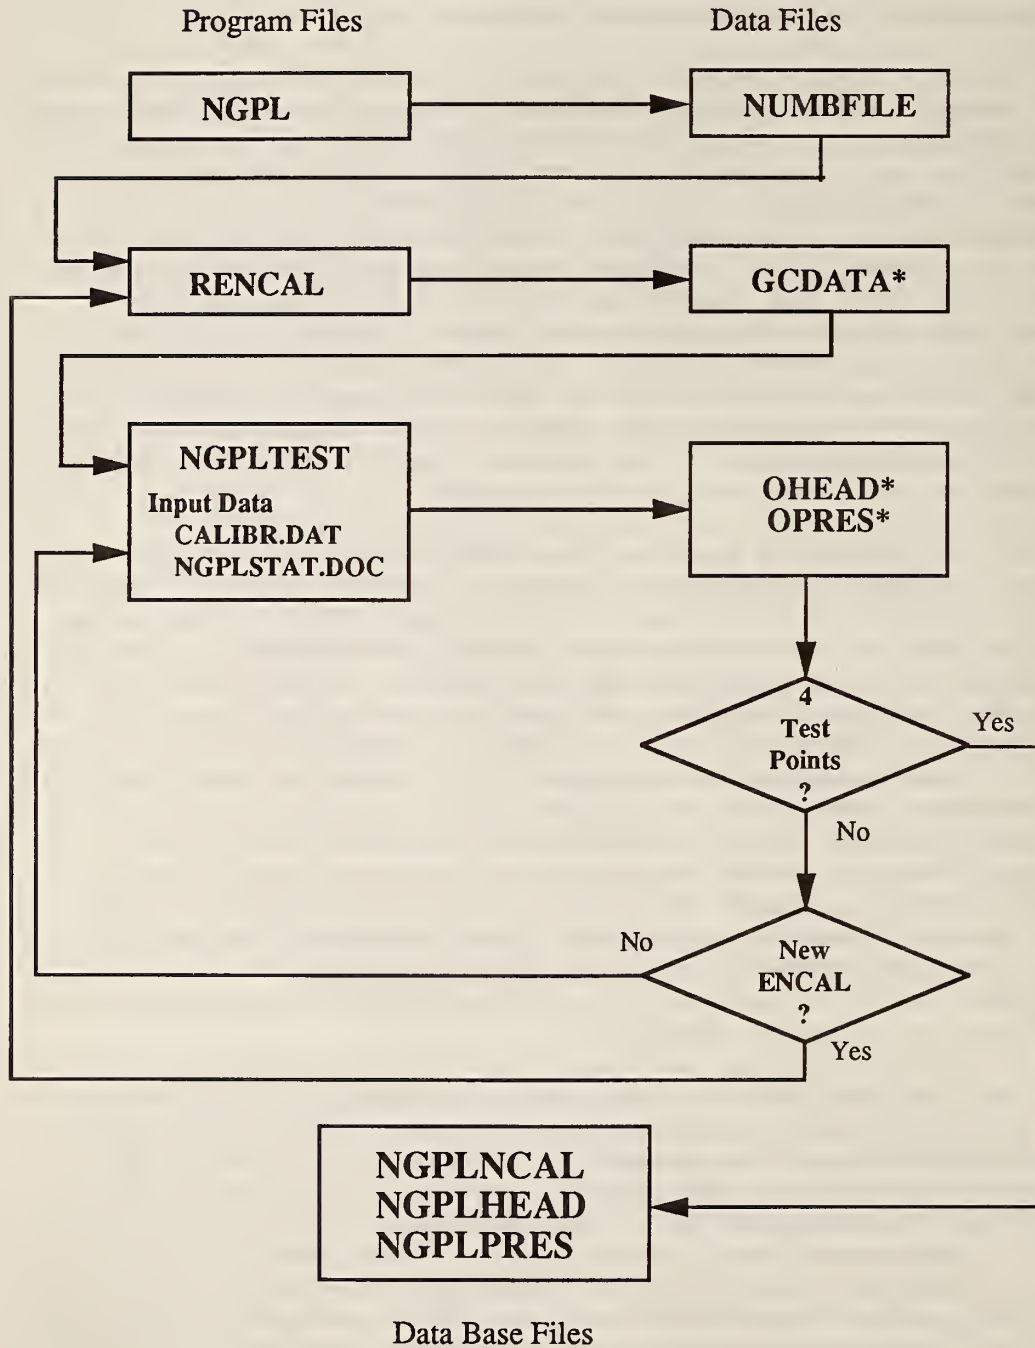 Program Files
Data Files
NGPL
NUMBFILE
RENCAL
GCDATA*
NGPLTEST
Input Data
CALIBR.DAT
NGPLSTAT.DOC
OHEAD*
OPRES*
4
Test
Points
?
Yes
No
New
ENCAL
?
No
Yes
NGPLNCAL
NGPLHEAD
NGPLPRES
Data Base Files